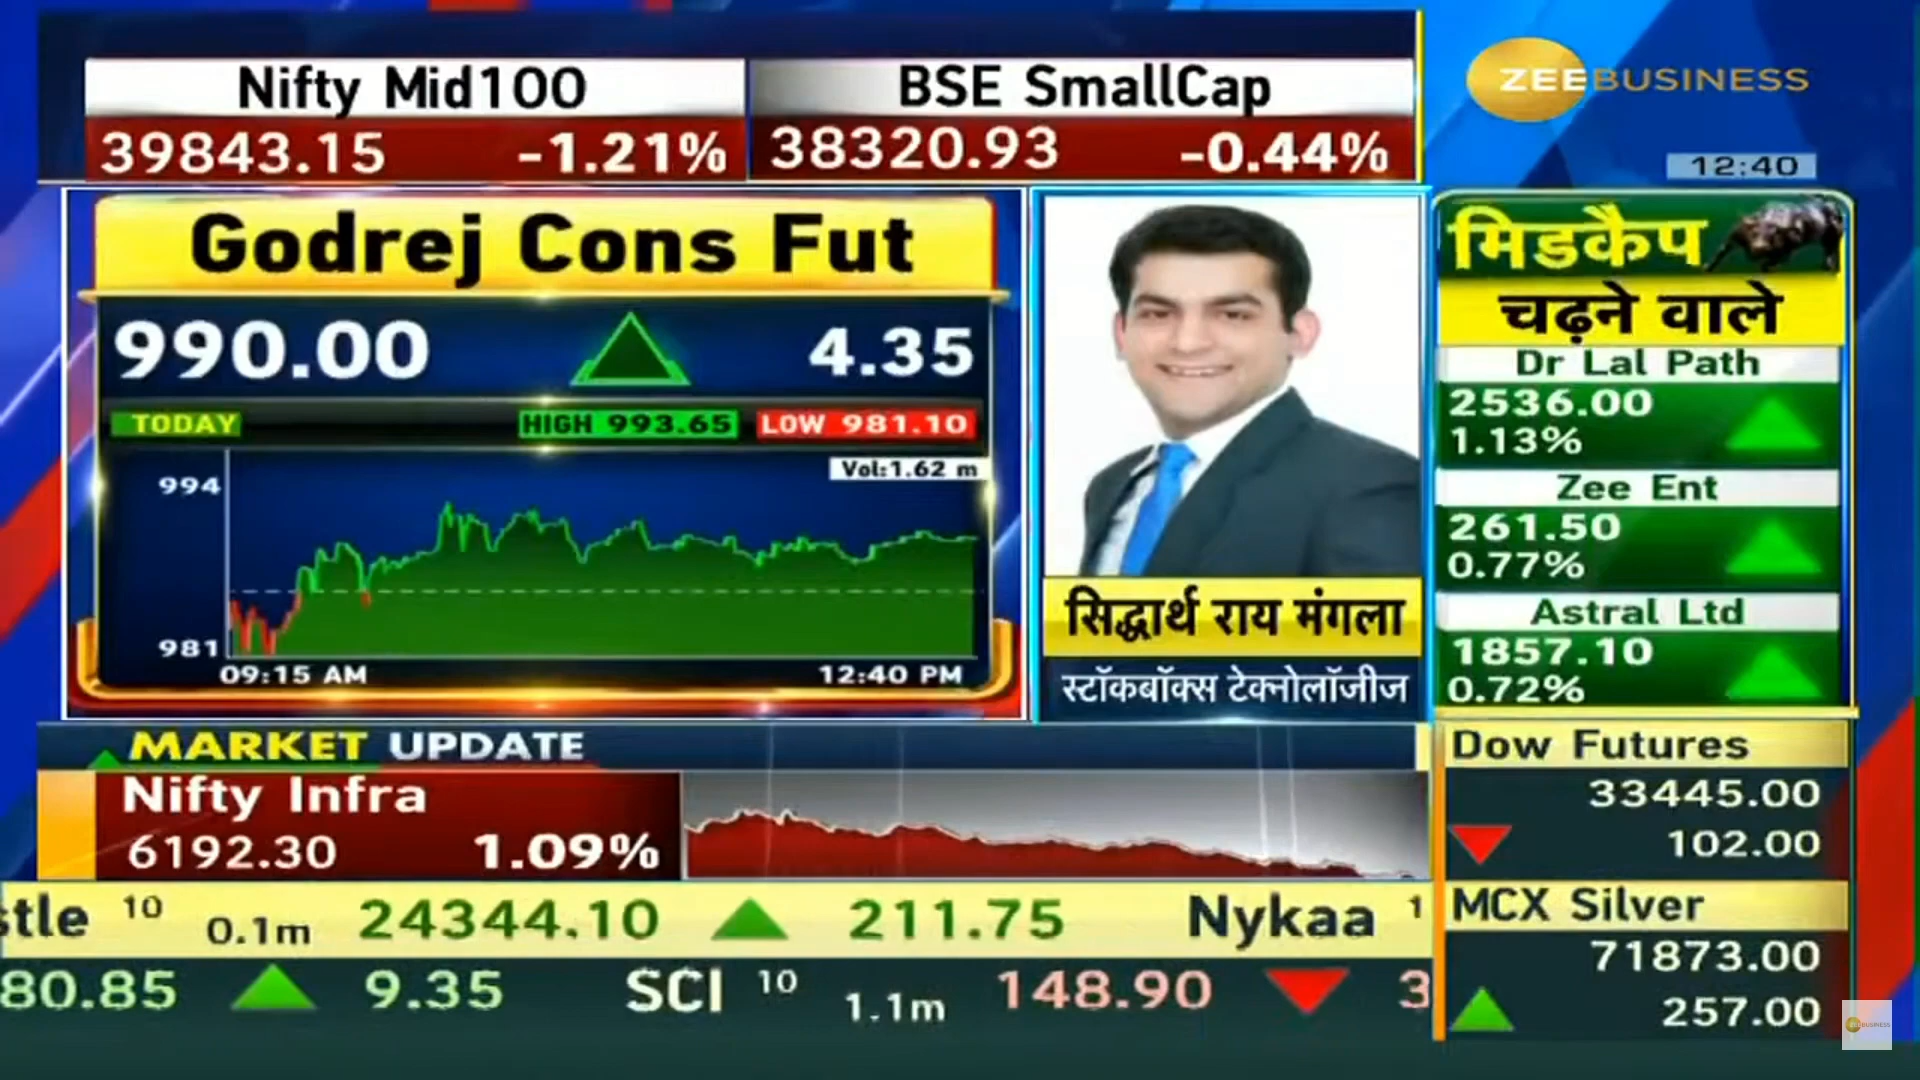 Nifty Mid100
39843.15 -1.21%
BSE SmallCap
38320.93 -0.44%
ZEEBUSINESS
12:40
Godrej Cons Fut
990.00 4.35
TODAY HIGH 993.65 LOW 981.10
Vol:1.62 m
994
981
09:15 AM 12:40 PM
सिद्धार्थ राय मंगला
स्टॉकबॉक्स टेक्नोलॉजीज
मिडकैप
चढ़ने वाले
Dr Lal Path
2536.00
1.13%
Zee Ent
261.50
0.77%
Astral Ltd
1857.10
0.72%
MARKET UPDATE
Nifty Infra
6192.30 1.09%
Dow Futures
33445.00
102.00
MCX Silver
71873.00
257.00
stle 10 0.1m 24344.10 211.75 Nykaa 1
80.85 9.35 SCI 10 1.1m 148.90 3
ZEEBUSINESS